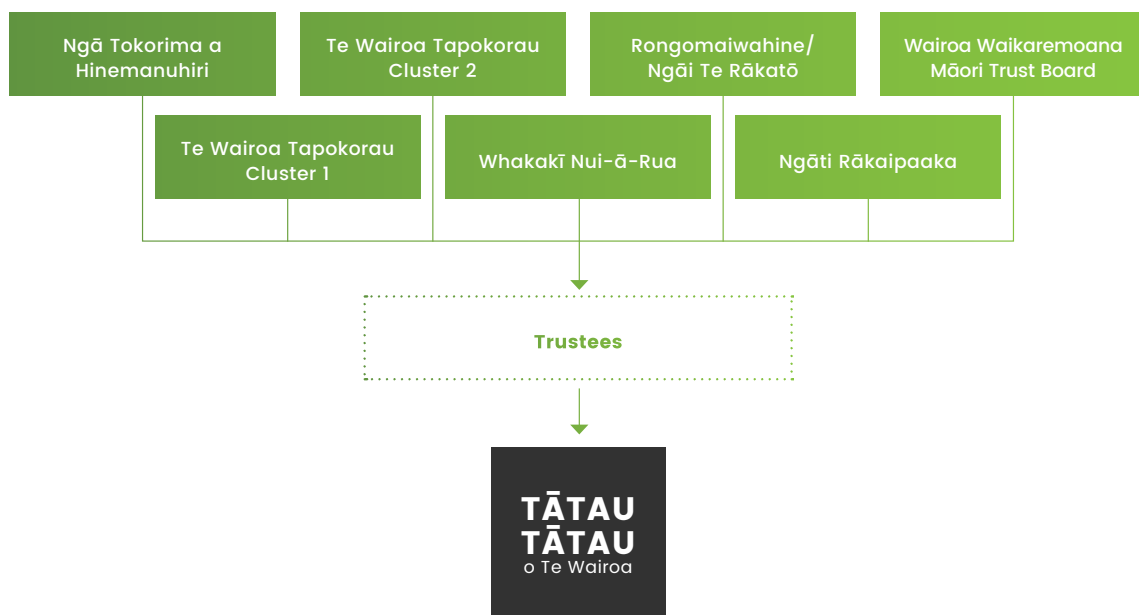 Ngā Tokorima a
Hinemanuhiri
Te Wairoa Tapokorau
Cluster 2
Rongomaiwahine/
Ngāi Te Rākatō
Wairoa Waikaremoana
Māori Trust Board
Te Wairoa Tapokorau
Cluster 1
Whakakī Nui-ā-Rua
Ngāti Rākaipaaka
Trustees
TĀTAU
TĀTAU
o Te Wairoa